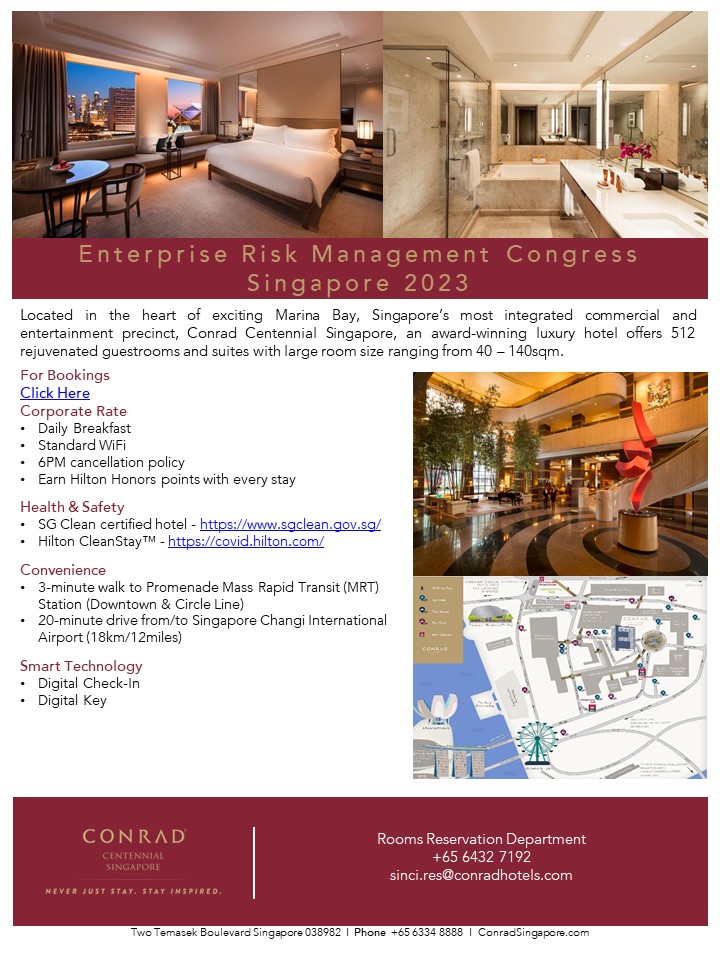 Enterprise Risk Management Congress
Singapore 2023
Located in the heart of exciting Marina Bay, Singapore’s most integrated commercial and
entertainment precinct, Conrad Centennial Singapore, an award-winning luxury hotel offers 512
rejuvenated guestrooms and suites with large room size ranging from 40 – 140sqm.
For Bookings
Click Here
Corporate Rate
• Daily Breakfast
• Standard WiFi
• 6PM cancellation policy
• Earn Hilton Honors points with every stay
Health & Safety
• SG Clean certified hotel - https://www.sgclean.gov.sg/
• Hilton CleanStay™ - https://covid.hilton.com/
Convenience
• 3-minute walk to Promenade Mass Rapid Transit (MRT)
Station (Downtown & Circle Line)
• 20-minute drive from/to Singapore Changi International
Airport (18km/12miles)
Smart Technology
• Digital Check-In
• Digital Key
CONRAD
CONRAD
CENTENNIAL
SINGAPORE
NEVER JUST STAY. STAY INSPIRED.
Rooms Reservation Department
+65 6432 7192
sinci.res@conradhotels.com
Two Temasek Boulevard Singapore 038982 I Phone +65 6334 8888 I ConradSingapore.com